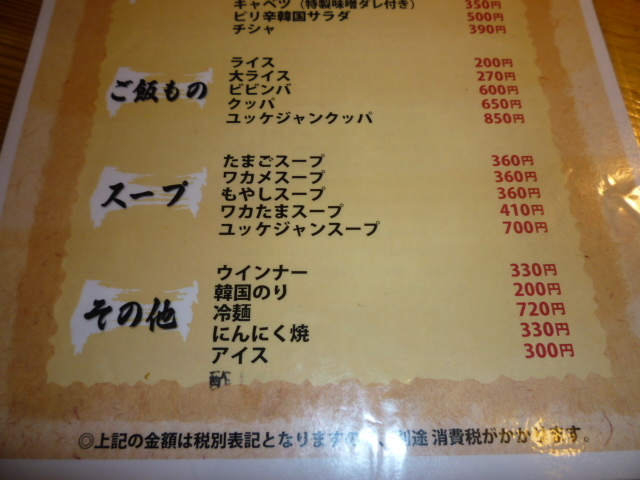 キャベツ（特製味噌ダレ付き） 350円
ピリ辛韓国サラダ 500円
チシャ 390円
ご飯もの
ライス 200円
大ライス 270円
ビビンバ 600円
クッパ 650円
ユッケジャンクッパ 850円
スープ
たまごスープ 360円
ワカメスープ 360円
もやしスープ 360円
ワカたまスープ 410円
ユッケジャンスープ 700円
その他
ウインナー 330円
韓国のり 200円
冷麺 720円
にんにく焼 330円
アイス 300円
◎上記の金額は税別表記となります 別途 消費税がかかります。